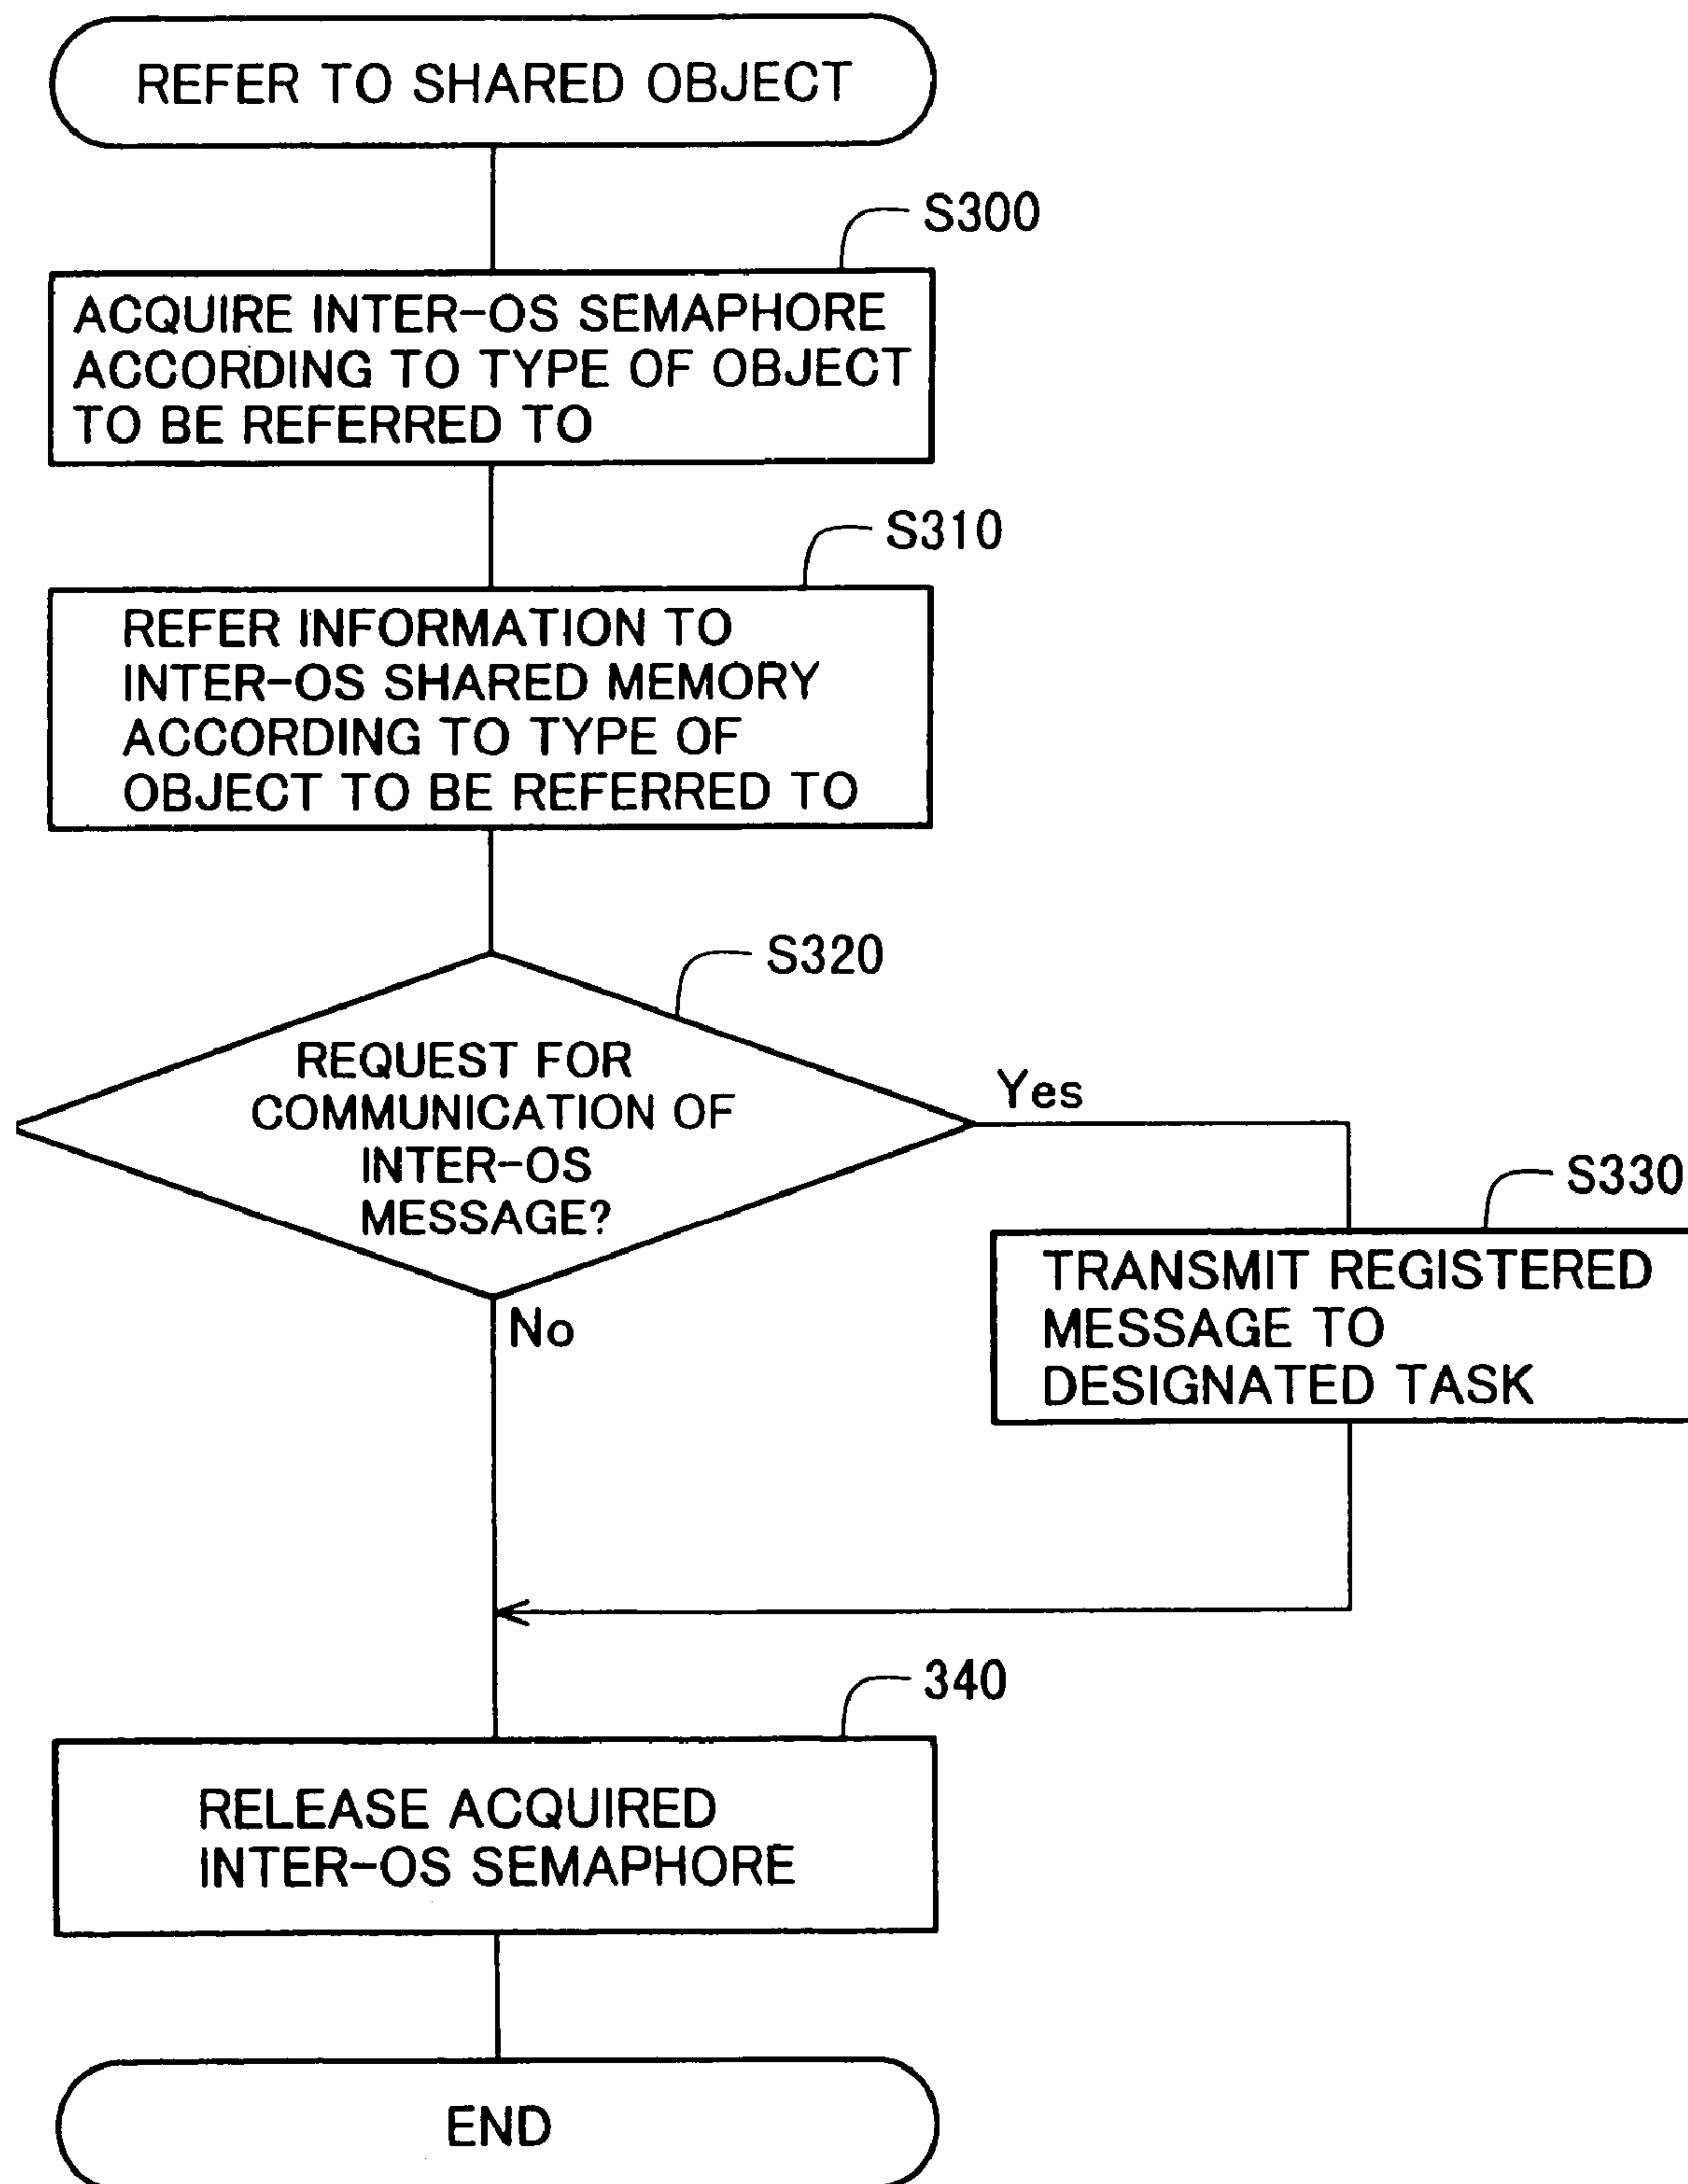 REFER TO SHARED OBJECT
S300
ACQUIRE INTER-OS SEMAPHORE
ACCORDING TO TYPE OF OBJECT
TO BE REFERRED TO
S310
REFER INFORMATION TO
INTER-OS SHARED MEMORY
ACCORDING TO TYPE OF
OBJECT TO BE REFERRED TO
S320
REQUEST FOR
COMMUNICATION OF
INTER-OS
MESSAGE?
Yes
No
S330
TRANSMIT REGISTERED
MESSAGE TO
DESIGNATED TASK
340
RELEASE ACQUIRED
INTER-OS SEMAPHORE
END